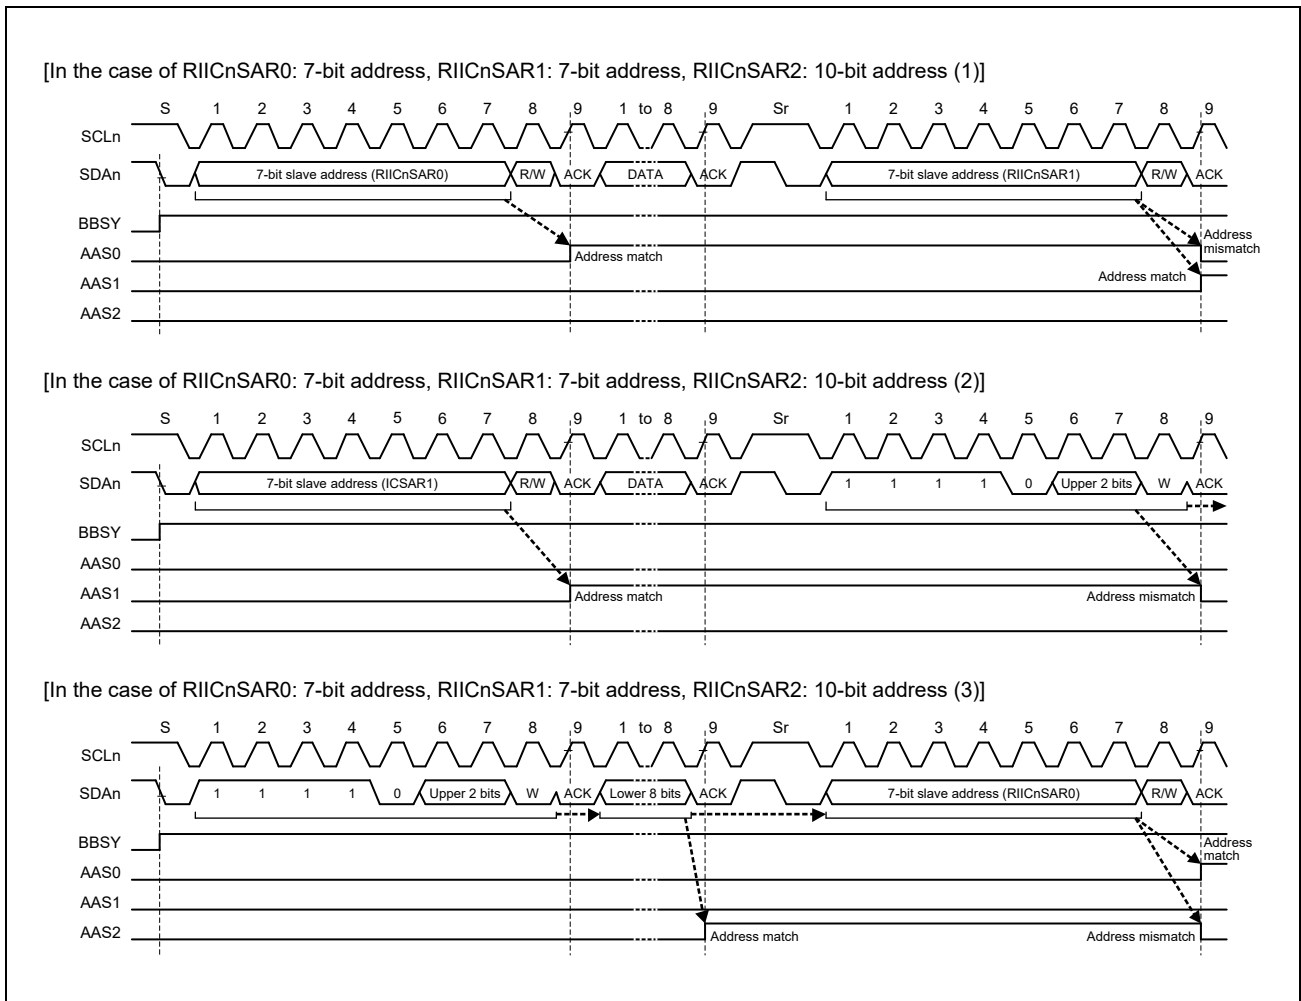 [In the case of RIICnSAR0: 7-bit address, RIICnSAR1: 7-bit address, RIICnSAR2: 10-bit address (1)]
S 1 2 3 4 5 6 7 8 9 1 to 8 9 Sr 1 2 3 4 5 6 7 8 9
SCLn
SDAn 7-bit slave address (RIICnSAR0) R/W ACK DATA ACK 7-bit slave address (RIICnSAR1) R/W ACK
BBSY
Address
mismatch
AAS0 Address match
AAS1 Address match
AAS2
[In the case of RIICnSAR0: 7-bit address, RIICnSAR1: 7-bit address, RIICnSAR2: 10-bit address (2)]
S 1 2 3 4 5 6 7 8 9 1 to 8 9 Sr 1 2 3 4 5 6 7 8 9
SCLn
SDAn 7-bit slave address (ICSAR1) R/W ACK DATA ACK 1 1 1 1 0 Upper 2 bits W ACK
BBSY
AAS0
AAS1 Address match Address mismatch
AAS2
[In the case of RIICnSAR0: 7-bit address, RIICnSAR1: 7-bit address, RIICnSAR2: 10-bit address (3)]
S 1 2 3 4 5 6 7 8 9 1 to 8 9 Sr 1 2 3 4 5 6 7 8 9
SCLn
SDAn 1 1 1 1 0 Upper 2 bits W ACK Lower 8 bits ACK 7-bit slave address (RIICnSAR0) R/W ACK
BBSY Address
match
AAS0
AAS1
AAS2 Address match Address mismatch